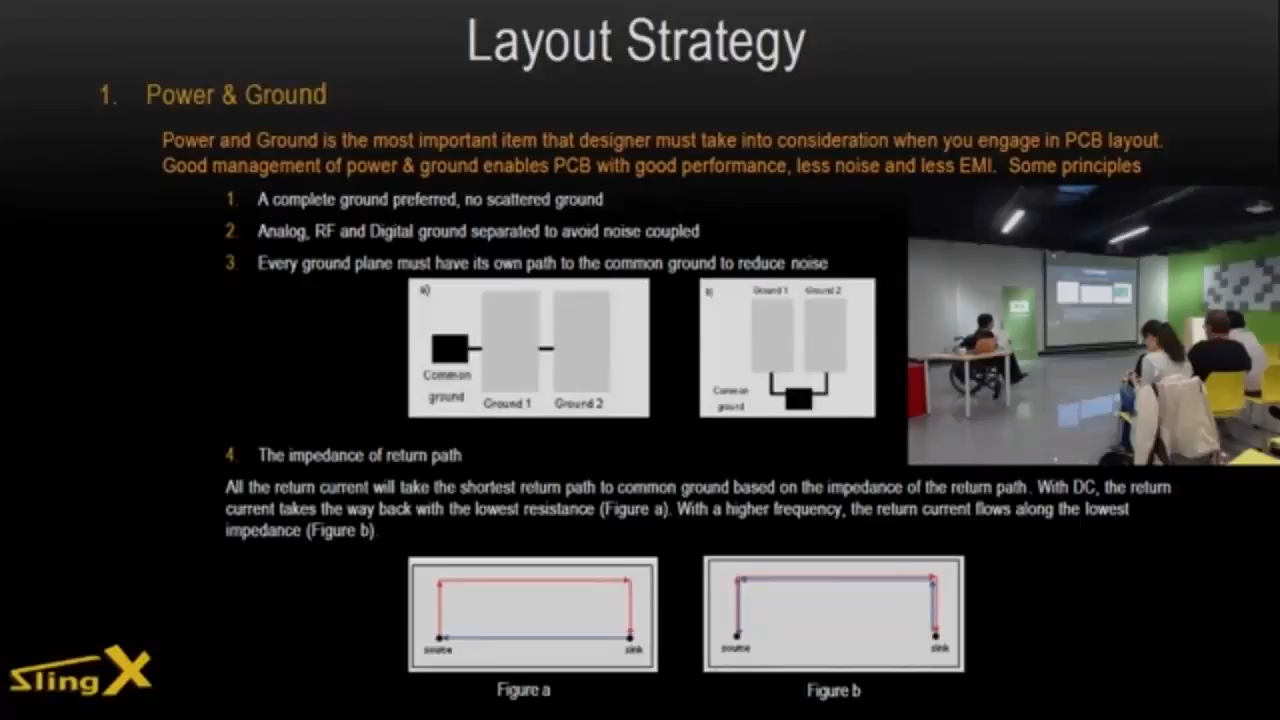 Layout Strategy
1. Power & Ground
Power and Ground is the most important item that designer must take into consideration when you engage in PCB layout.
Good management of power & ground enables PCB with good performance, less noise and less EMI. Some principles
1. A complete ground preferred, no scattered ground
2. Analog, RF and Digital ground separated to avoid noise coupled
3. Every ground plane must have its own path to the common ground to reduce noise
a)
Common
ground
Ground 1 Ground 2
Ground 1 Ground 2
Common
ground
4. The impedance of return path
All the return current will take the shortest return path to common ground based on the impedance of the return path. With DC, the return
current takes the way back with the lowest resistance (Figure a). With a higher frequency, the return current flows along the lowest
impedance (Figure b).
source sink
source sink
Figure a
Figure b
SlingX